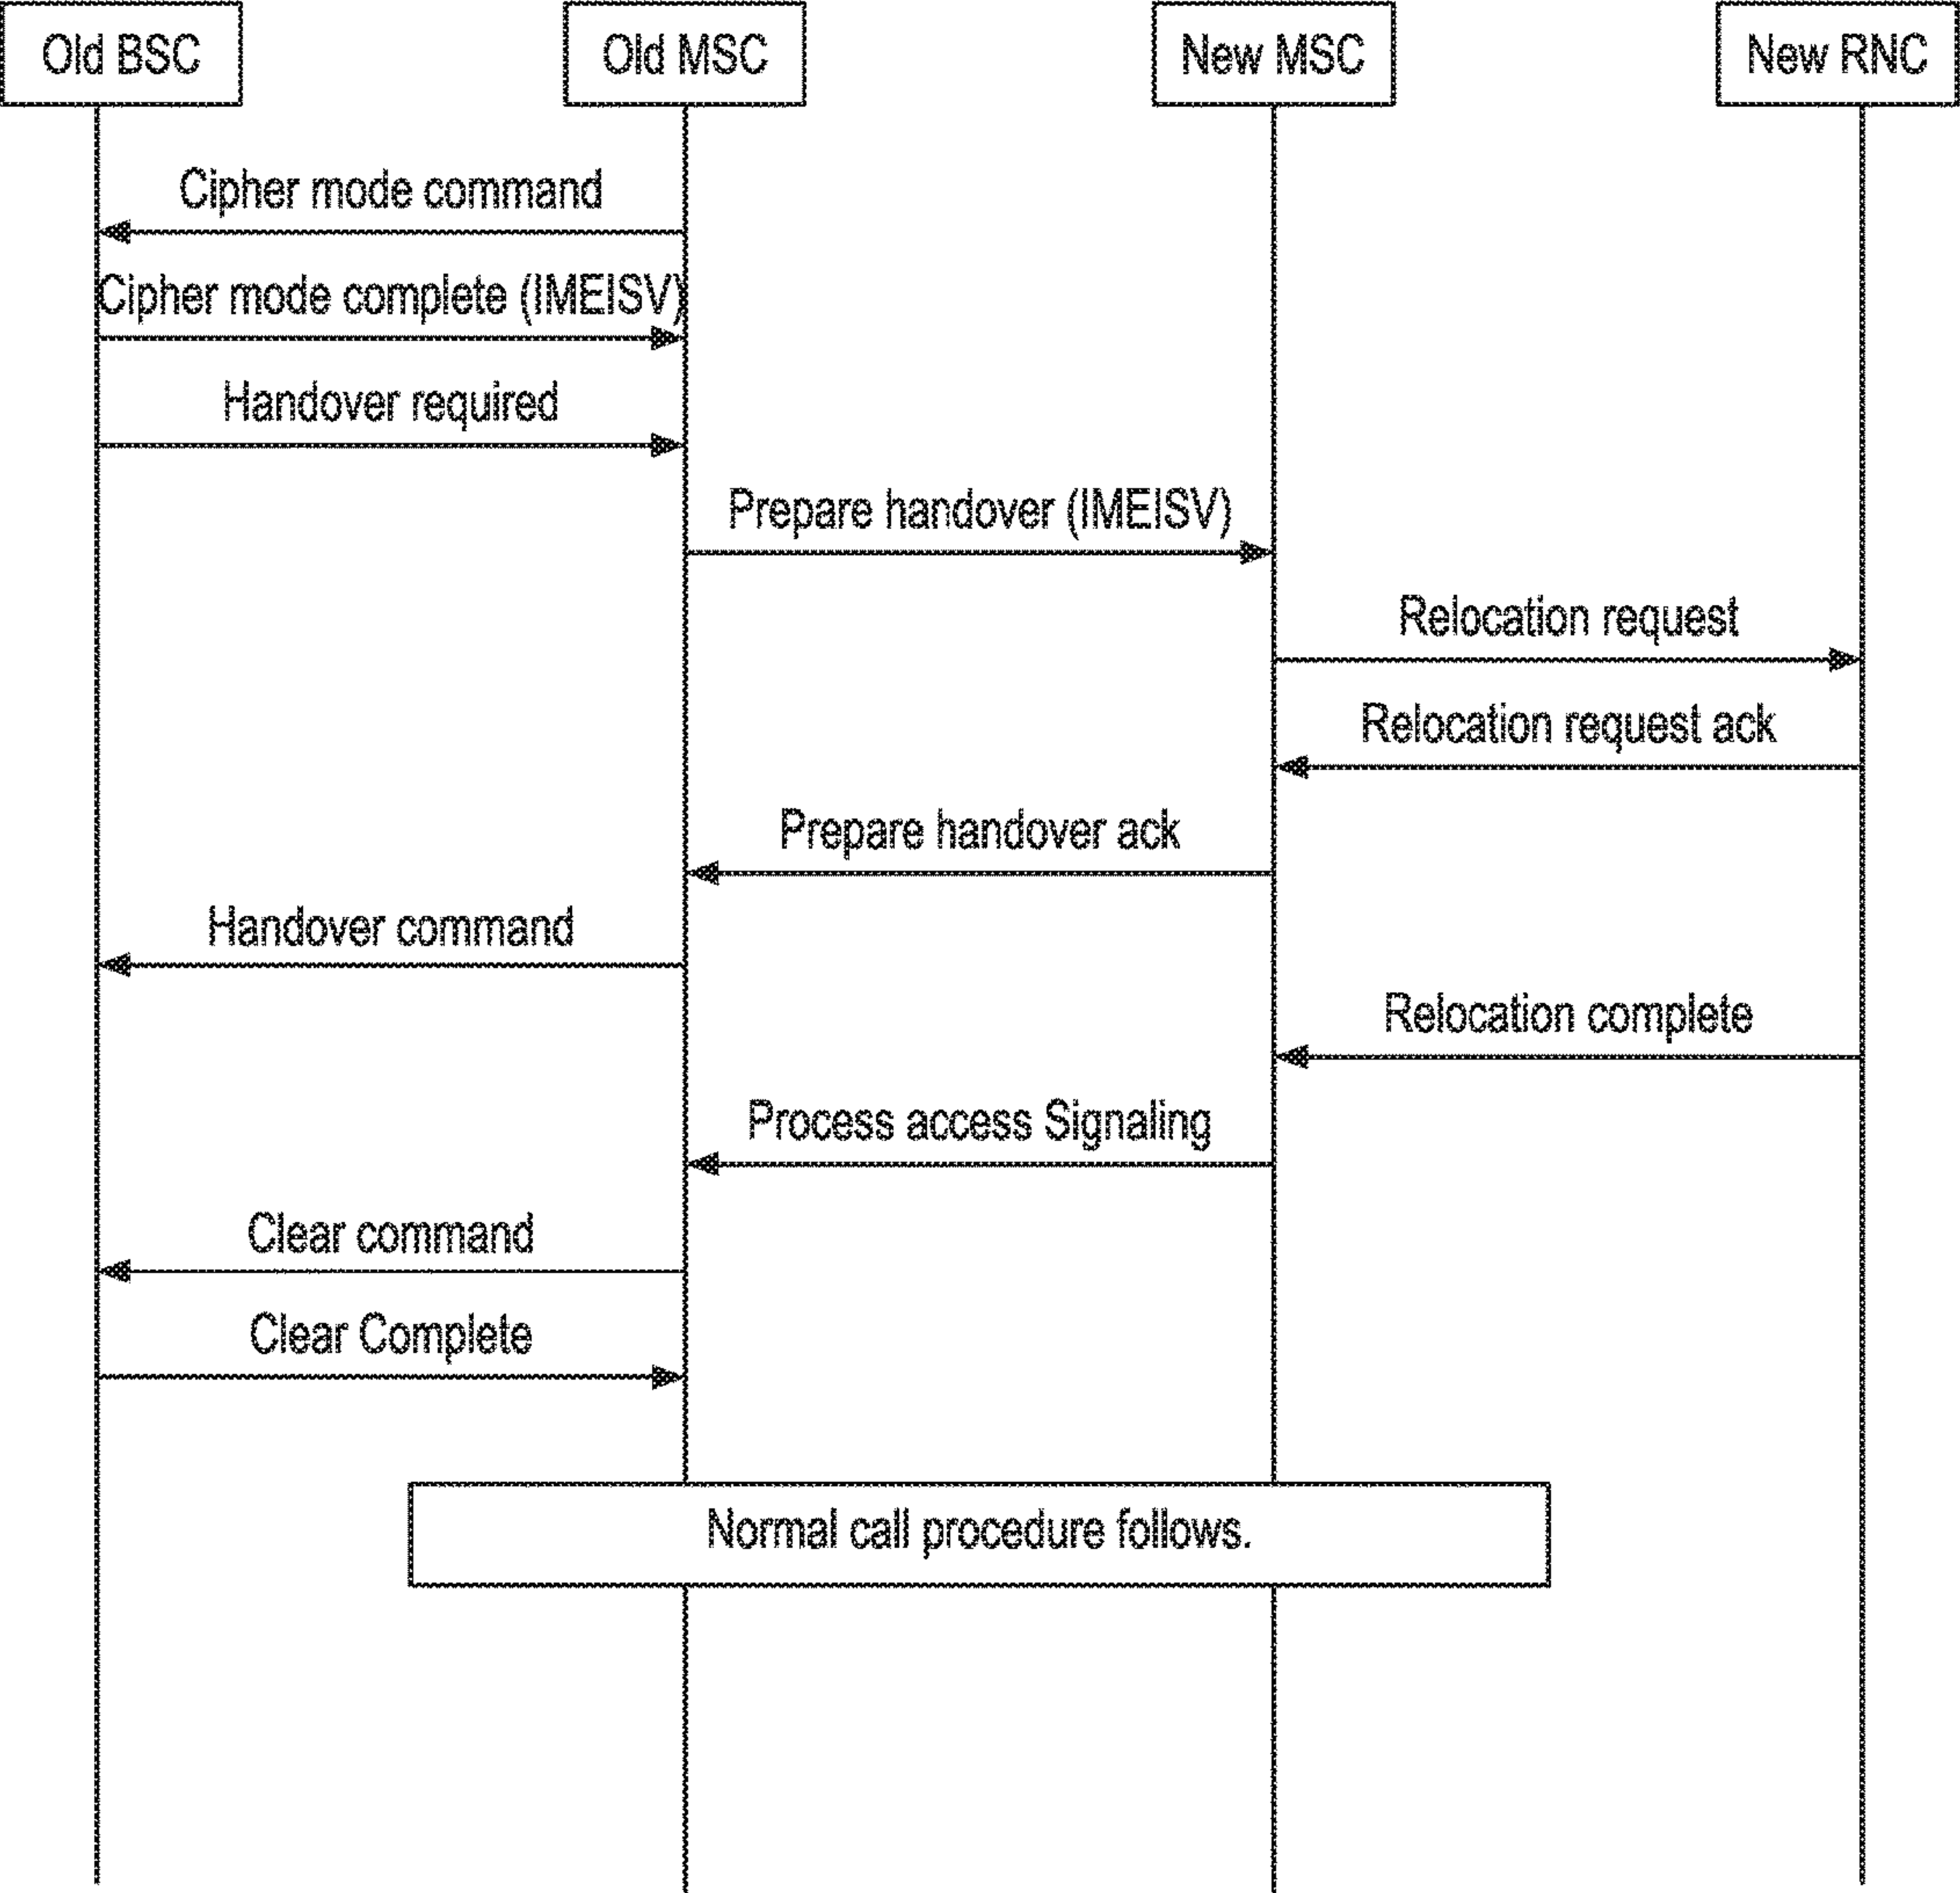 Old BSC
Old MSC
New MSC
New RNC
Cipher mode command
Cipher mode complete (IMEISV)
Handover required
Prepare handover (IMEISV)
Relocation request
Relocation request ack
Prepare handover ack
Handover command
Relocation complete
Process access Signaling
Clear command
Clear Complete
Normal call procedure follows.